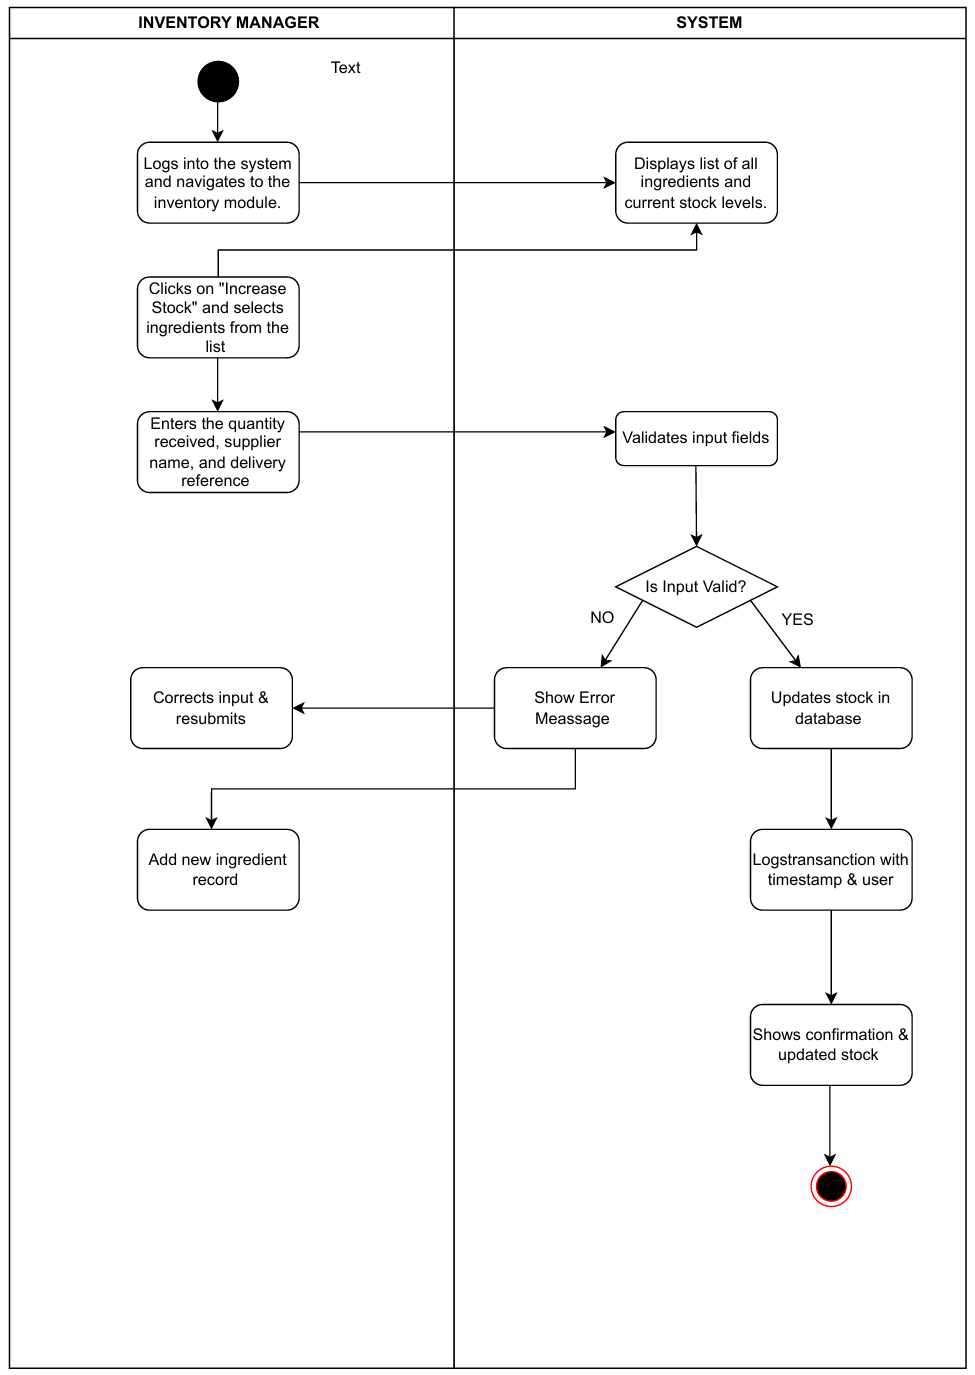 INVENTORY MANAGER
SYSTEM
Text
Logs into the system
and navigates to the
inventory module.
Displays list of all
ingredients and
current stock levels.
Clicks on "Increase
Stock" and selects
ingredients from the
list
Enters the quantity
received, supplier
name, and delivery
reference
Validates input fields
Is Input Valid?
NO
YES
Corrects input &
resubmits
Show Error
Meassage
Updates stock in
database
Add new ingredient
record
Logstransanction with
timestamp & user
Shows confirmation &
updated stock